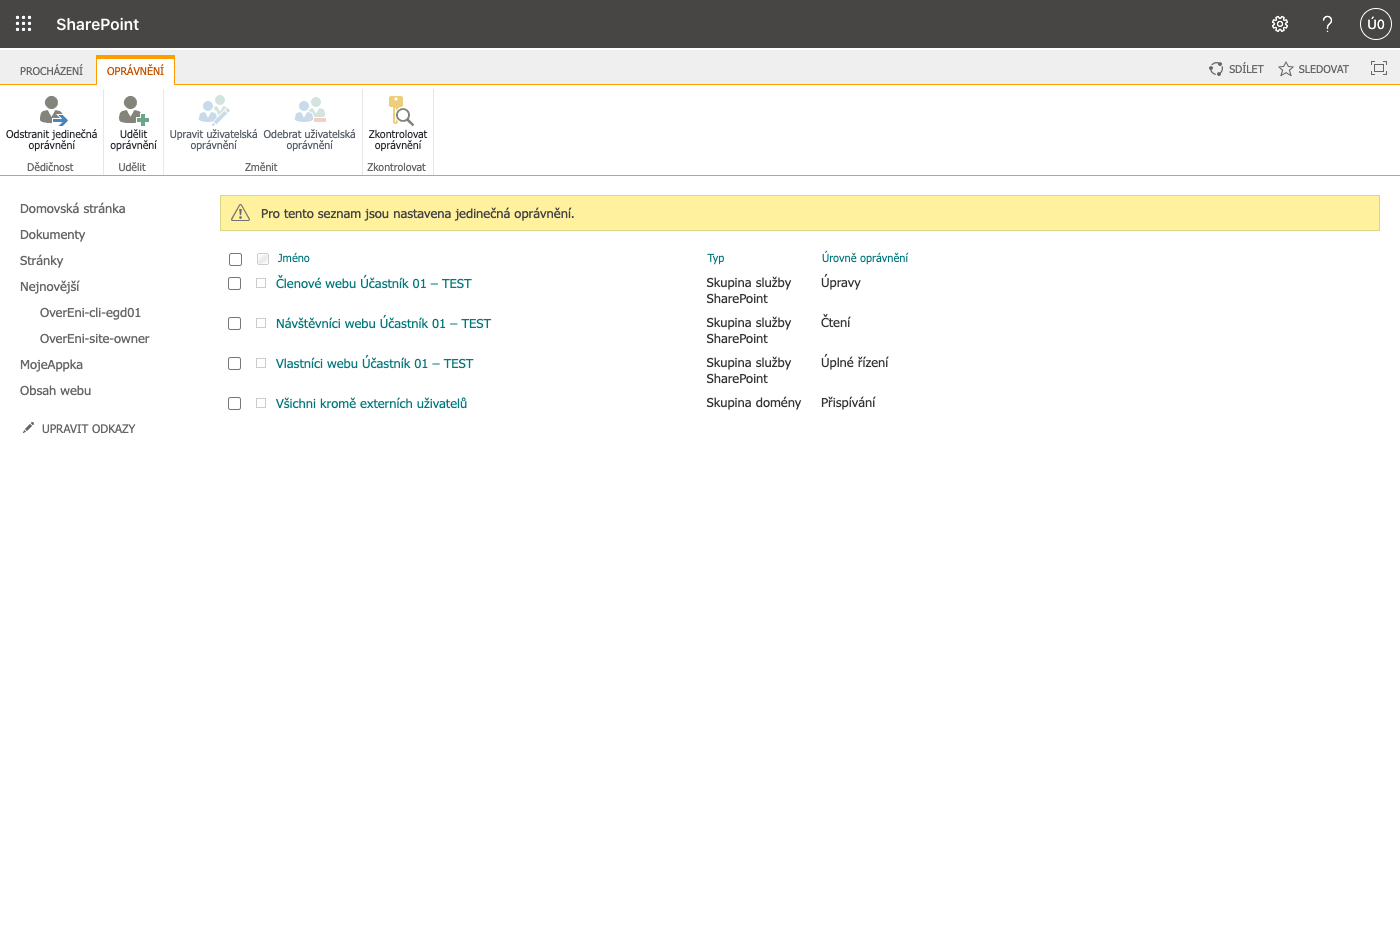 SharePoint
Ú0
PROCHÁZENÍ
OPRÁVNĚNÍ
SDÍLET
SLEDOVAT
Odstranit jedinečná
oprávnění
Udělit
oprávnění
Upravit uživatelská
oprávnění
Odebrat uživatelská
oprávnění
Zkontrolovat
oprávnění
Dědičnost
Udělit
Změnit
Zkontrolovat
Domovská stránka
Dokumenty
Stránky
Nejnovější
OverEni-cli-egd01
OverEni-site-owner
MojeAppka
Obsah webu
UPRAVIT ODKAZY
Pro tento seznam jsou nastavena jedinečná oprávnění.
Jméno Typ Úrovně oprávnění
Členové webu Účastník 01 – TEST Skupina služby Úpravy
SharePoint
Návštěvníci webu Účastník 01 – TEST Skupina služby Čtení
SharePoint
Vlastníci webu Účastník 01 – TEST Skupina služby Úplné řízení
SharePoint
Všichni kromě externích uživatelů Skupina domény Přispívání